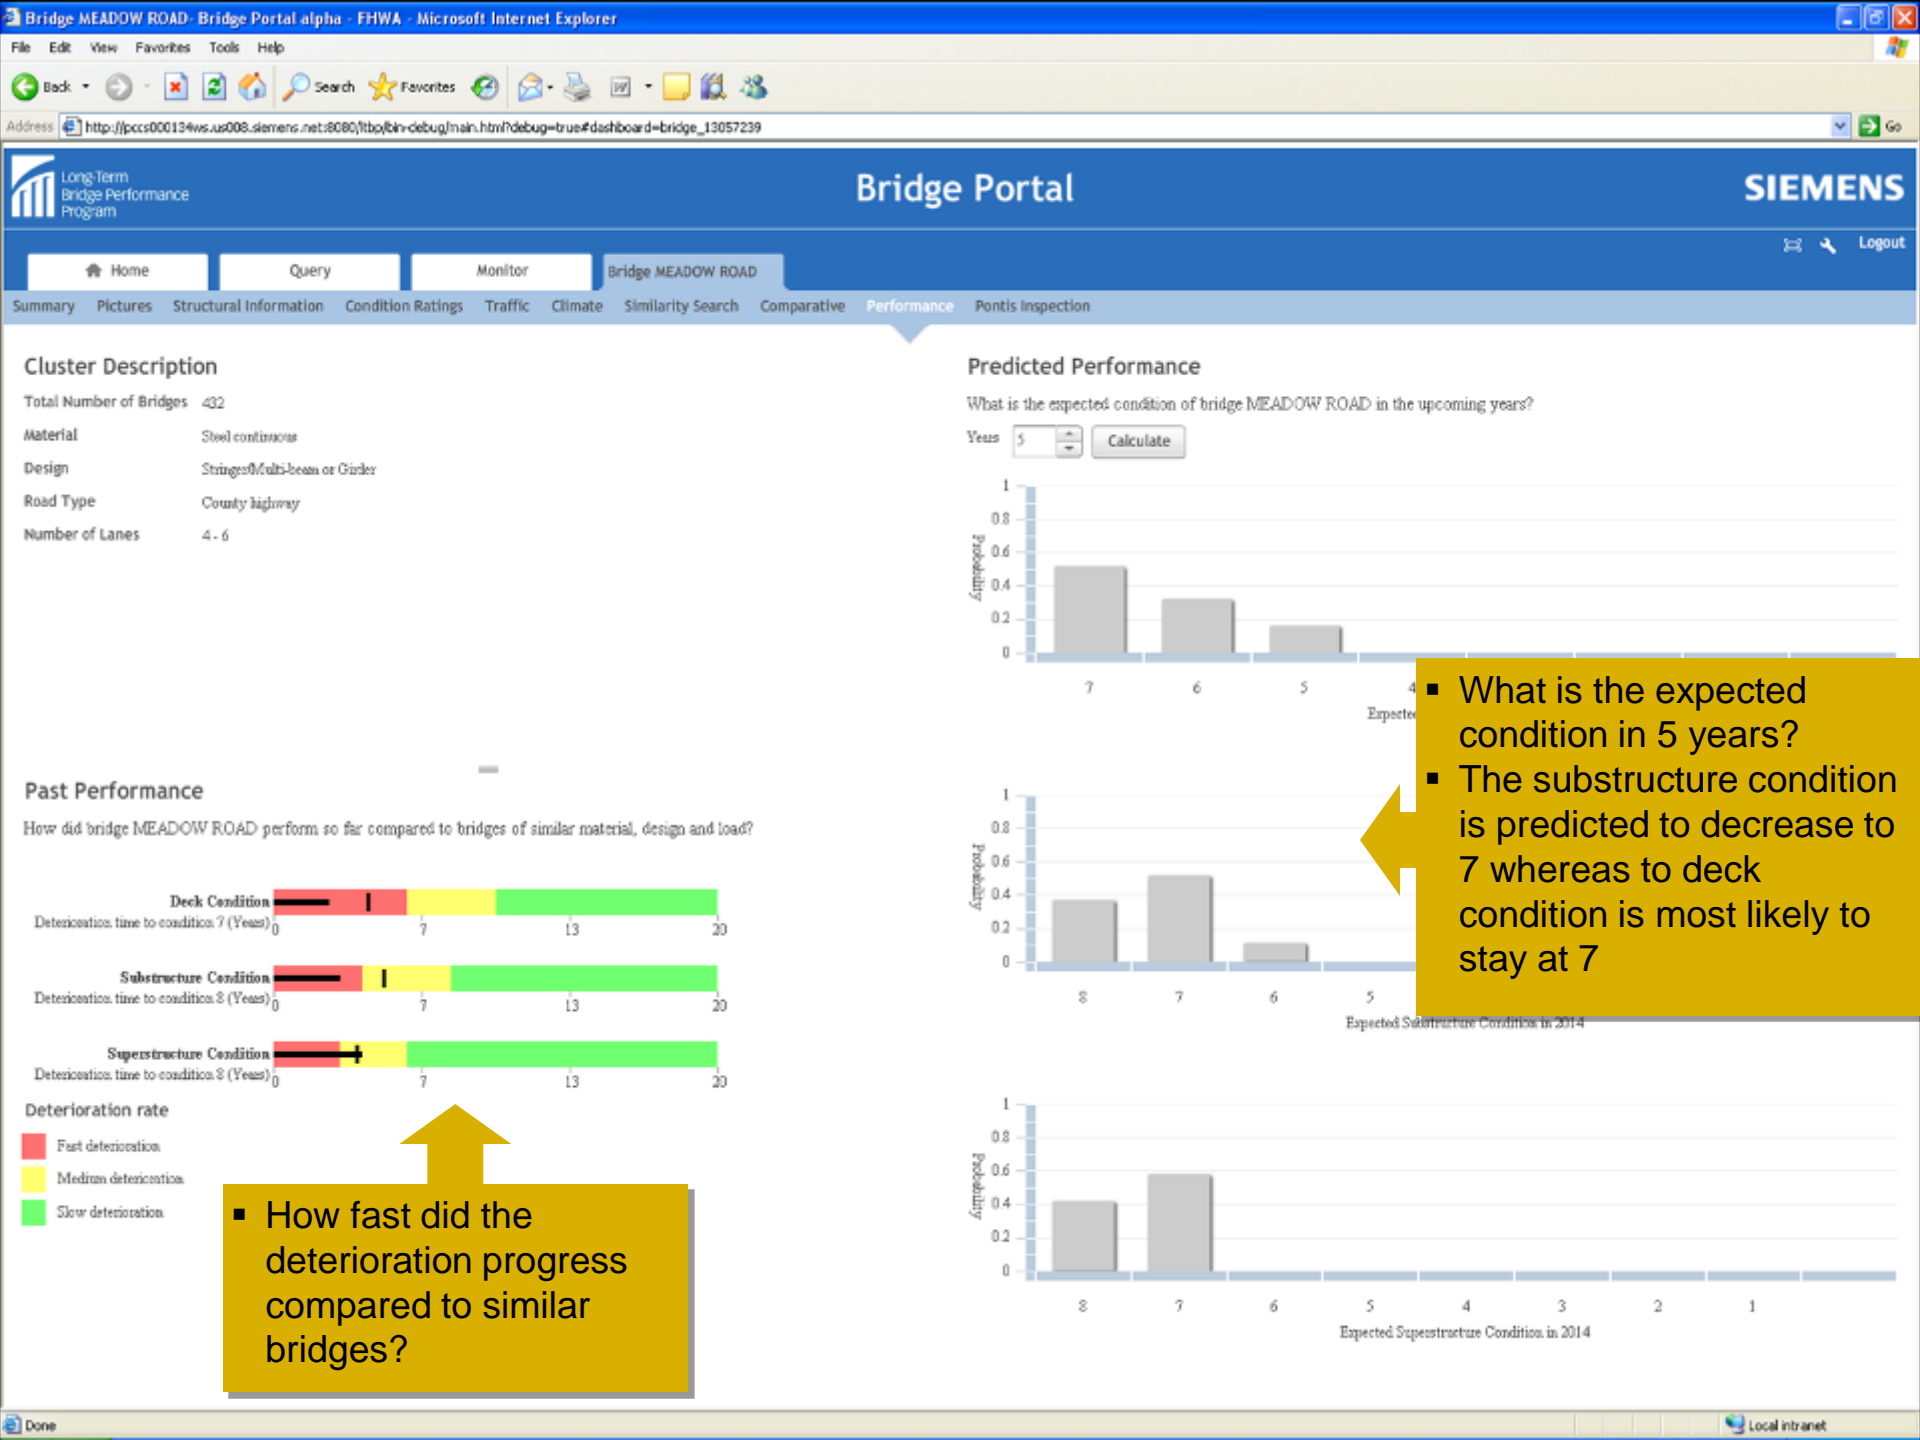 Bridge MEADOW ROAD- Bridge Portal alpha - FHWA - Microsoft Internet Explorer
File Edit View Favorites Tools Help
Back Search Favorites
Address http://pccs000134ws.us008.siemens.net:8080/ltbp/bin-debug/main.html?debug=true#dashboard=bridge_13057239 Go
Long-Term
Bridge Performance
Program
Bridge Portal
SIEMENS
Logout
Home Query Monitor Bridge MEADOW ROAD
Summary Pictures Structural Information Condition Ratings Traffic Climate Similarity Search Comparative Performance Pontis Inspection
Cluster Description
Total Number of Bridges 432
Material Steel continuous
Design Stringer/Multi-beam or Girder
Road Type County highway
Number of Lanes 4 - 6
Past Performance
How did bridge MEADOW ROAD perform so far compared to bridges of similar material, design and load?
Deck Condition
Deterioration time to condition 7 (Years)
0 7 13 20
Substructure Condition
Deterioration time to condition 8 (Years)
0 7 13 20
Superstructure Condition
Deterioration time to condition 8 (Years)
0 7 13 20
Deterioration rate
Fast deterioration
Medium deterioration
Slow deterioration
▪ How fast did the
deterioration progress
compared to similar
bridges?
Predicted Performance
What is the expected condition of bridge MEADOW ROAD in the upcoming years?
Years 5 Calculate
1
0.8
0.6
0.4
0.2
0
Probability
7 6 5 4
1
0.8
0.6
0.4
0.2
0
Probability
8 7 6 5
Expected Substructure Condition in 2014
▪ What is the expected
condition in 5 years?
▪ The substructure condition
is predicted to decrease to
7 whereas to deck
condition is most likely to
stay at 7
1
0.8
0.6
0.4
0.2
0
Probability
8 7 6 5 4 3 2 1
Expected Superstructure Condition in 2014
Done
Local intranet